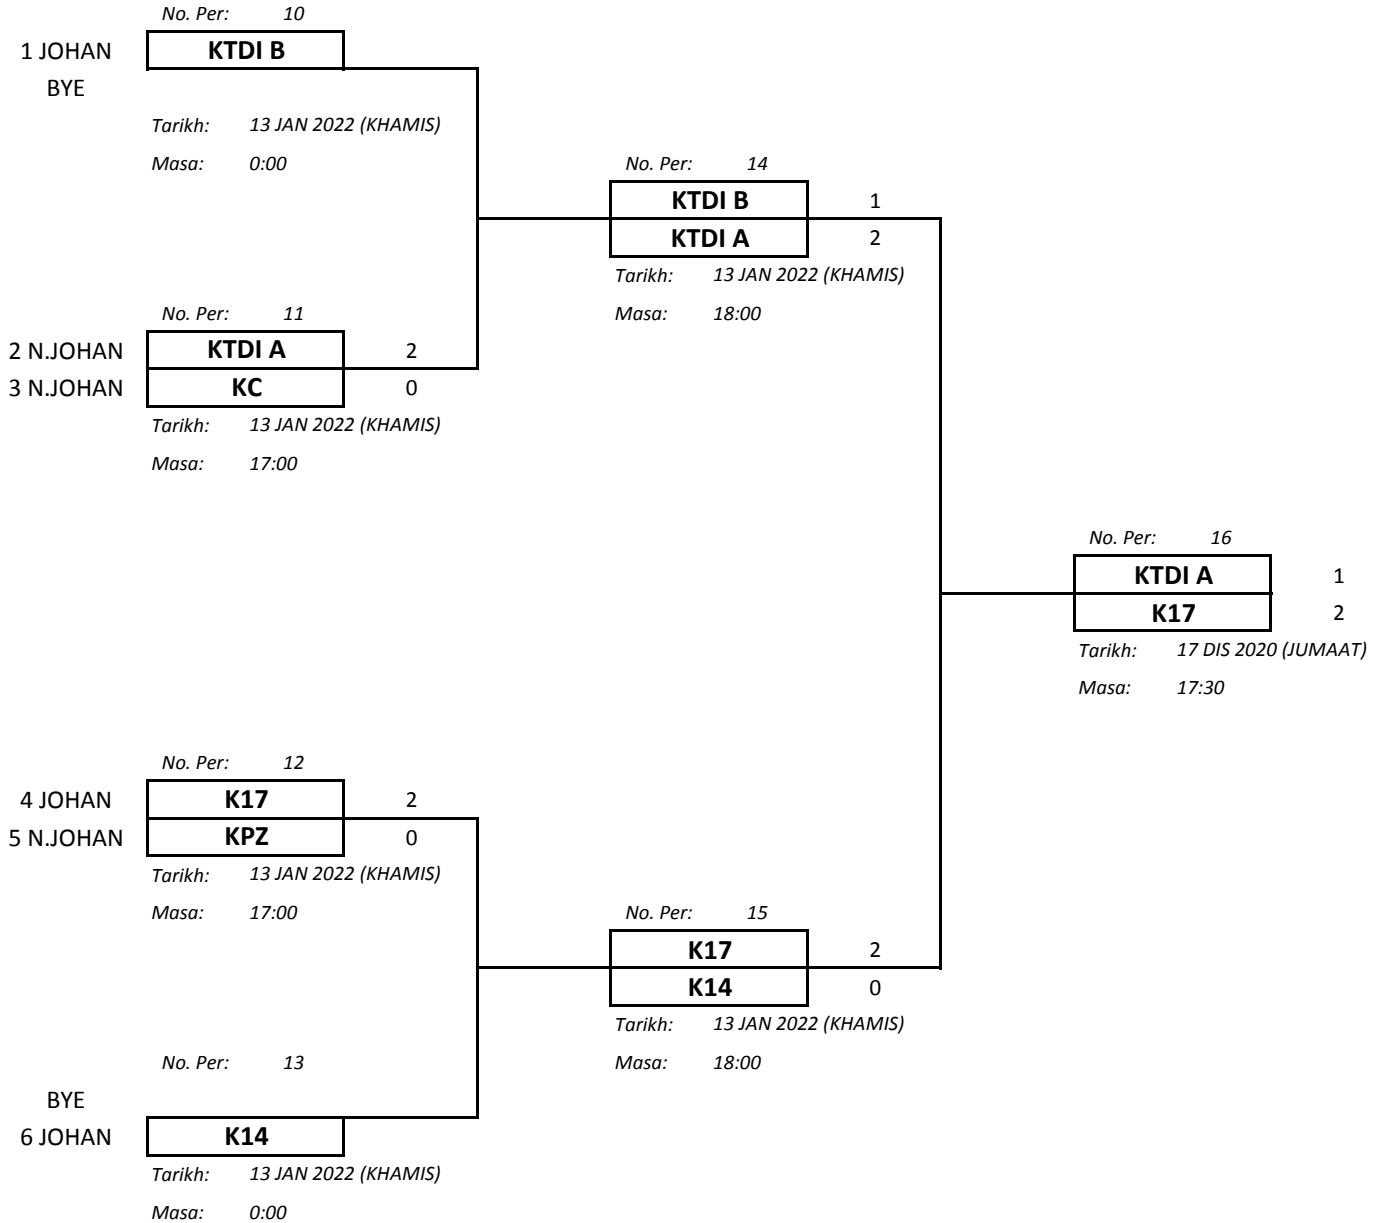 No. Per: 10
1 JOHAN KTDI B
BYE
Tarikh: 13 JAN 2022 (KHAMIS)
Masa: 0:00
No. Per: 14
KTDI B 1
KTDI A 2
Tarikh: 13 JAN 2022 (KHAMIS)
Masa: 18:00
No. Per: 11
2 N.JOHAN KTDI A 2
3 N.JOHAN KC 0
Tarikh: 13 JAN 2022 (KHAMIS)
Masa: 17:00
No. Per: 16
KTDI A 1
K17 2
Tarikh: 17 DIS 2020 (JUMAAT)
Masa: 17:30
No. Per: 12
4 JOHAN K17 2
5 N.JOHAN KPZ 0
Tarikh: 13 JAN 2022 (KHAMIS)
Masa: 17:00
No. Per: 15
K17 2
K14 0
Tarikh: 13 JAN 2022 (KHAMIS)
Masa: 18:00
No. Per: 13
BYE
6 JOHAN K14
Tarikh: 13 JAN 2022 (KHAMIS)
Masa: 0:00